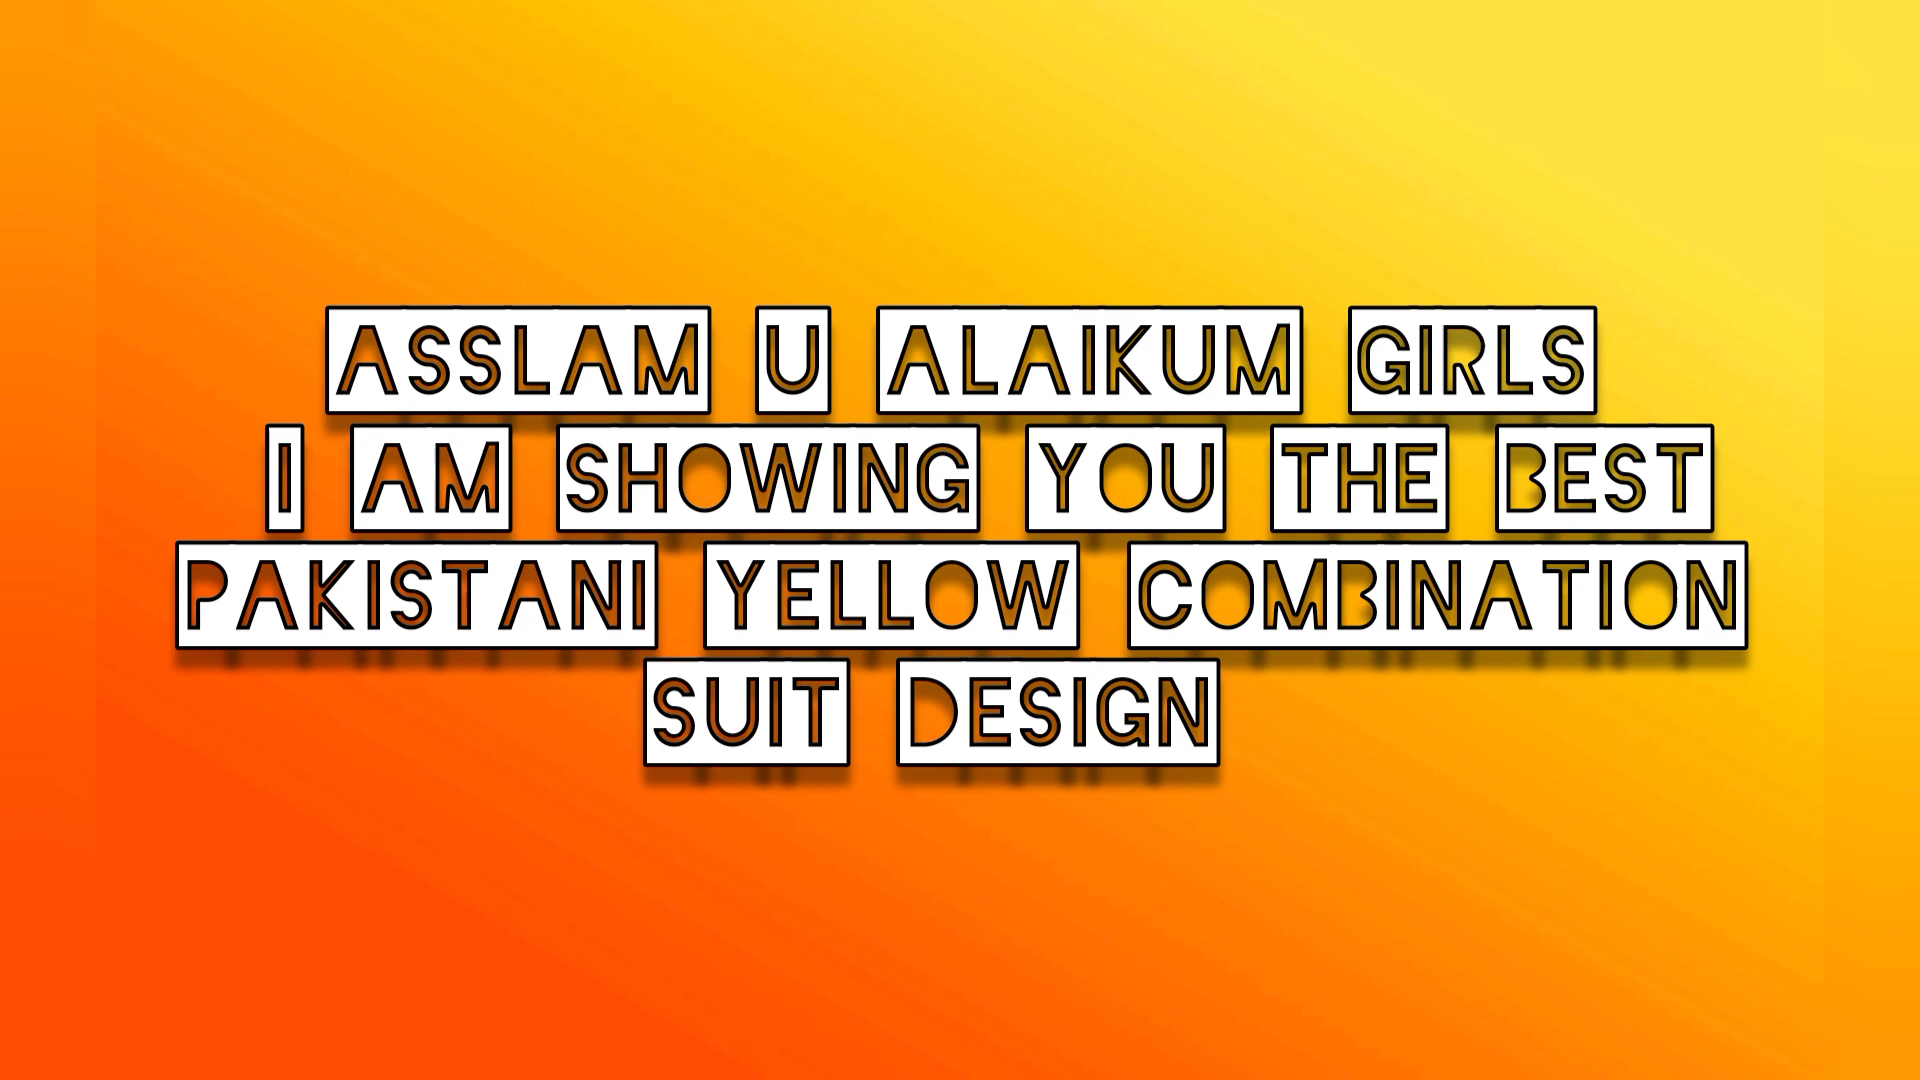 ASSLAM U ALAIKUM GIRLS
I AM SHOWING YOU THE BEST
PAKISTANI YELLOW COMBINATION
SUIT DESIGN